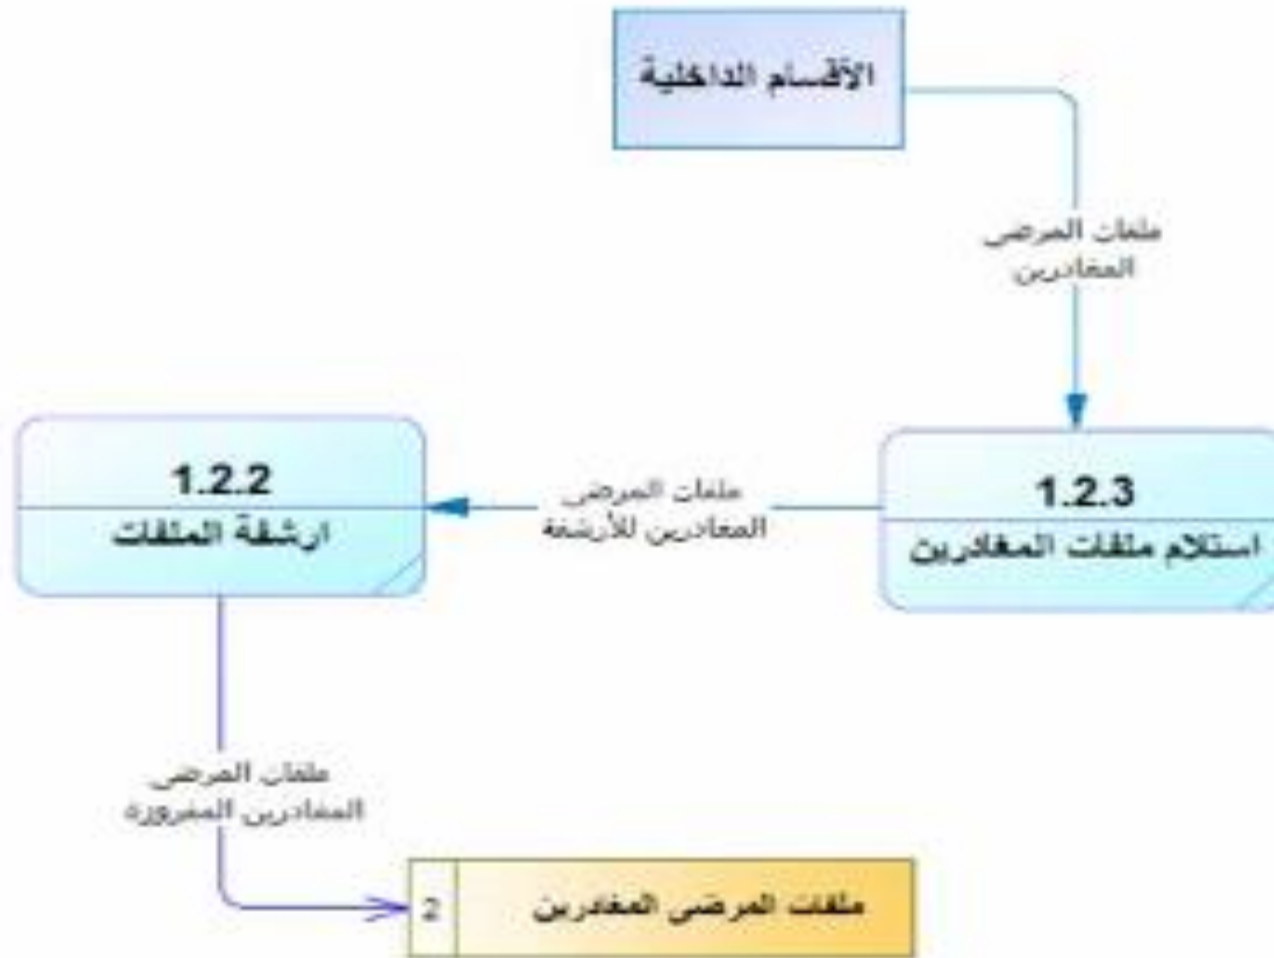 الأقسام الداخلية
ملفات المرضى
المغادرين
1.2.3
استلام ملفات المغادرين
ملفات المرضى
المغادرين للأرشفة
1.2.2
ارشفة الملفات
ملفات المرضى
المغادرين المفروزة
2
ملفات المرضى المغادرين